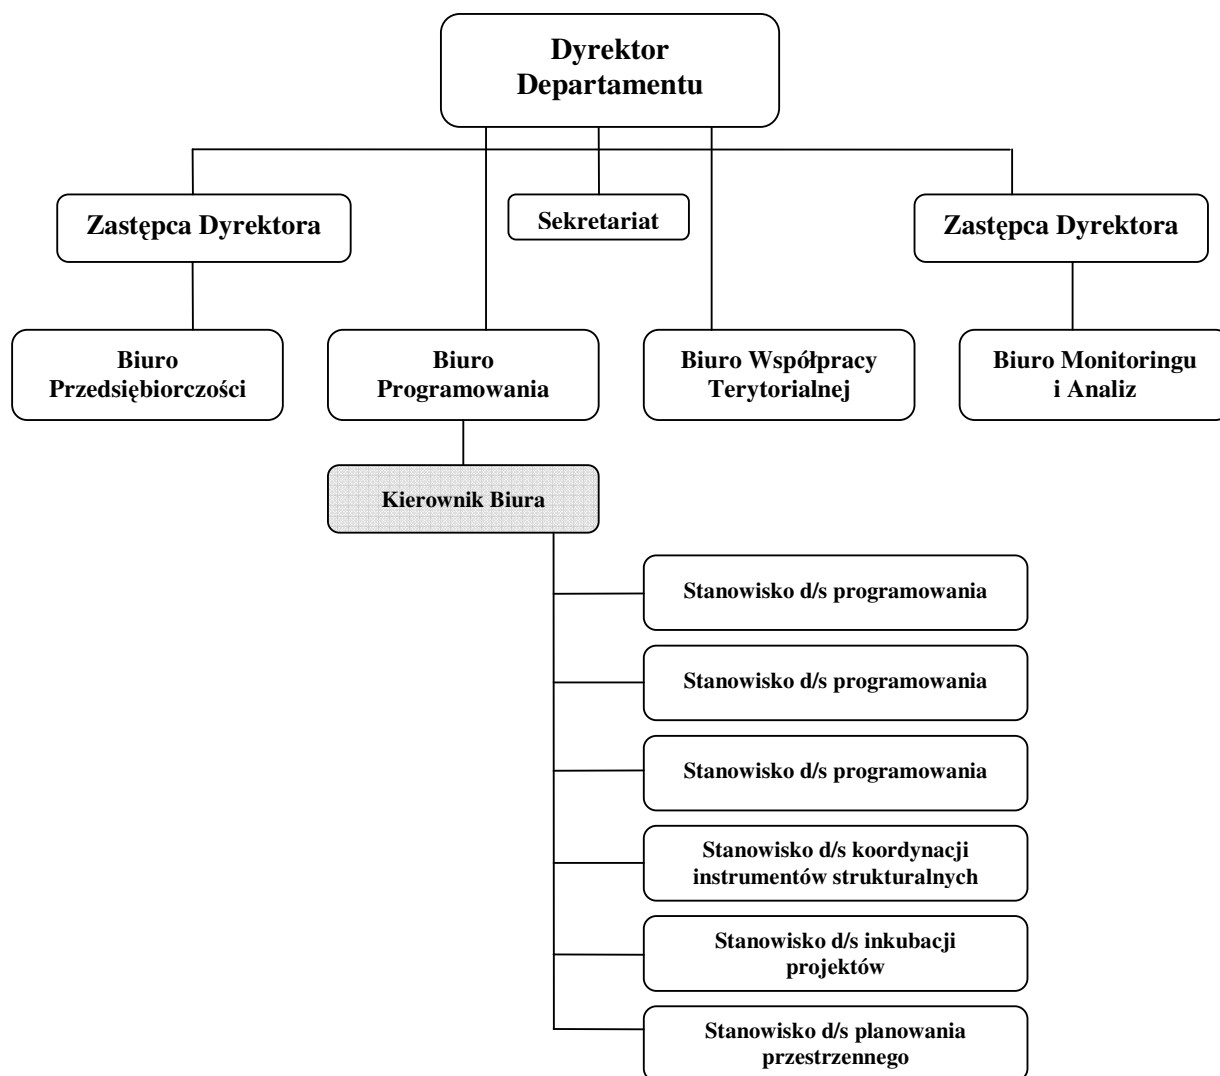 Dyrektor
Departamentu
Zastępca Dyrektora
Sekretariat
Zastępca Dyrektora
Biuro
Przedsiębiorczości
Biuro
Programowania
Biuro Współpracy
Terytorialnej
Biuro Monitoringu
i Analiz
Kierownik Biura
Stanowisko d/s programowania
Stanowisko d/s programowania
Stanowisko d/s programowania
Stanowisko d/s koordynacji
instrumentów strukturalnych
Stanowisko d/s inkubacji
projektów
Stanowisko d/s planowania
przestrzennego